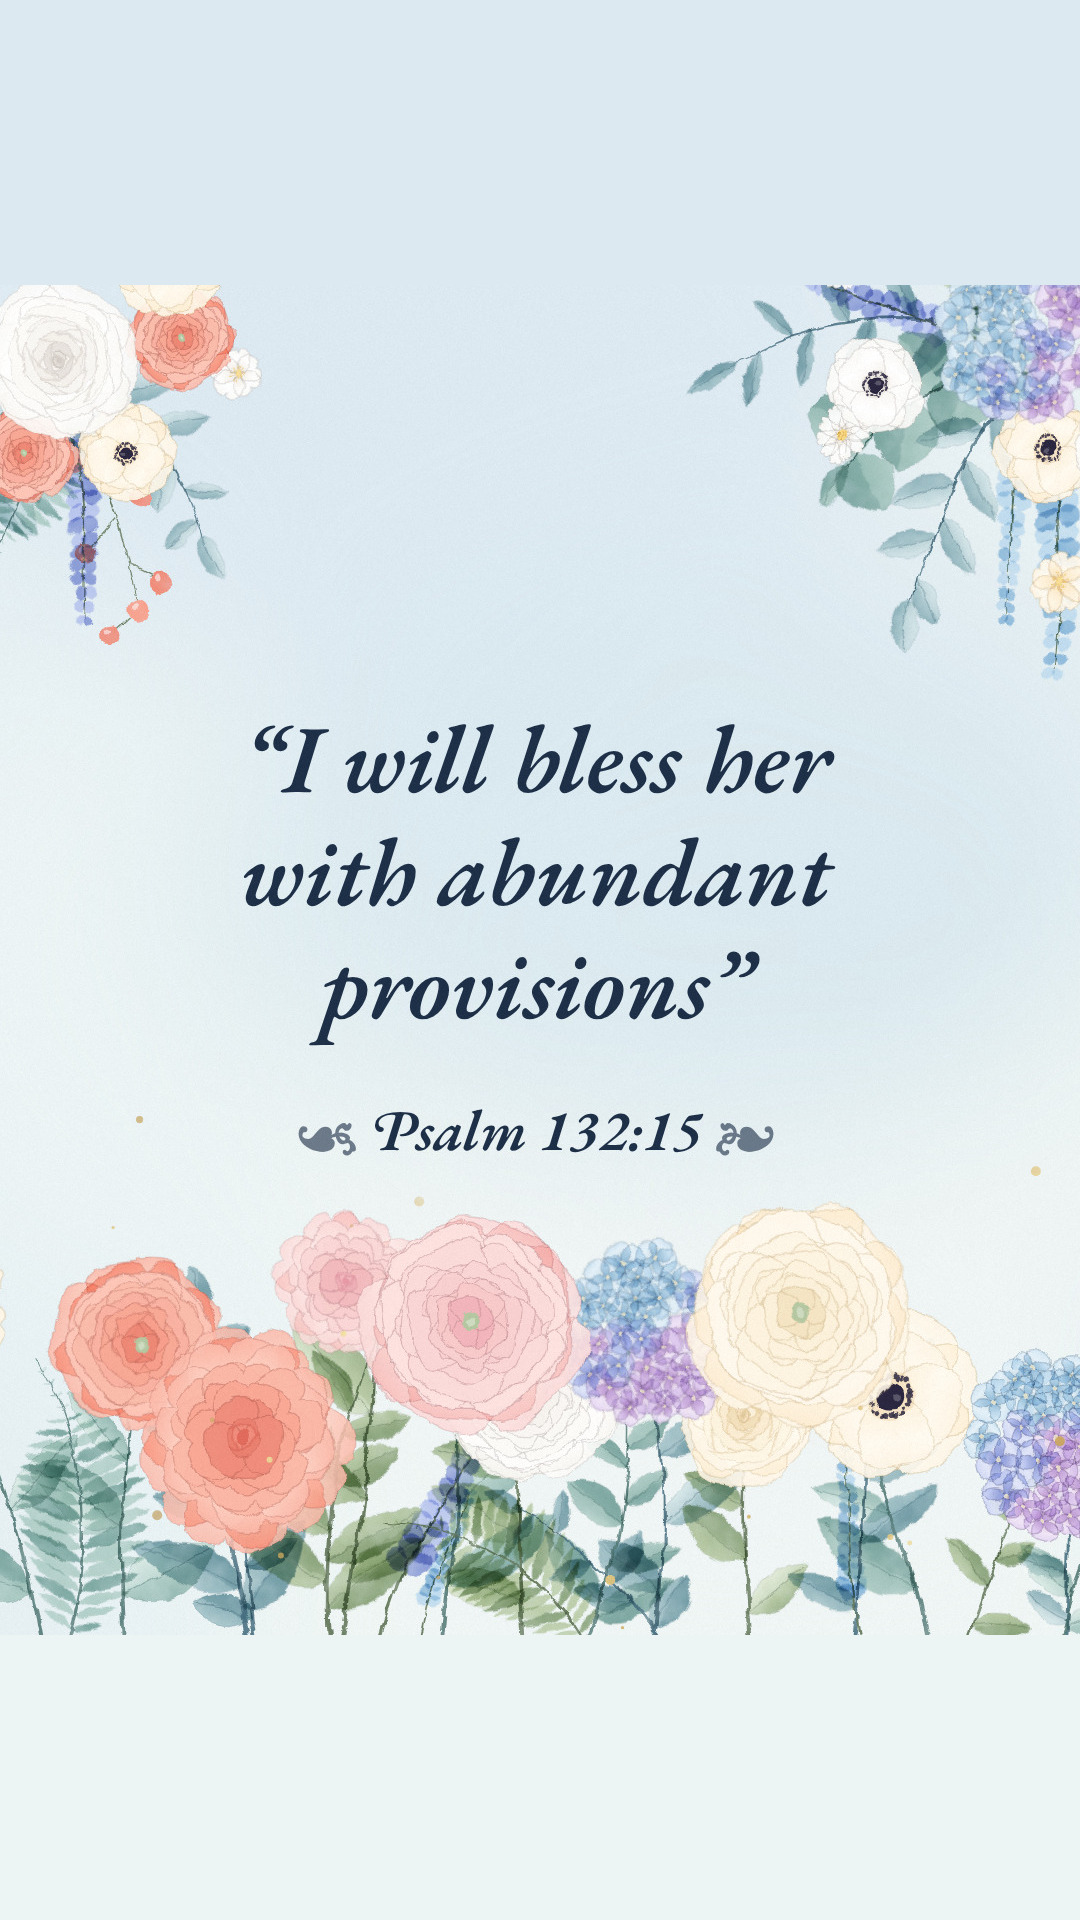 “I will bless her
with abundant
provisions”
Psalm 132:15